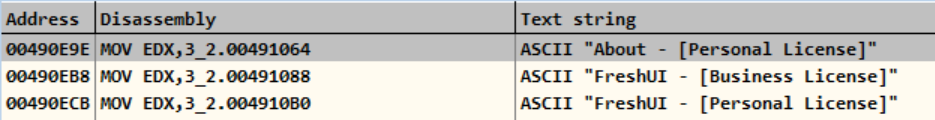 Address Disassembly Text string
00490E9E MOV EDX,3_2.00491064 ASCII "About - [Personal License]"
00490EB8 MOV EDX,3_2.00491088 ASCII "FreshUI - [Business License]"
00490ECB MOV EDX,3_2.004910B0 ASCII "FreshUI - [Personal License]"